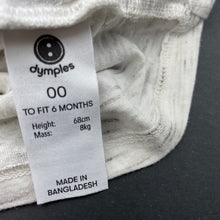 dymples
00
TO FIT 6 MONTHS
Height: 68cm
Mass: 8kg
MADE IN
BANGLADESH